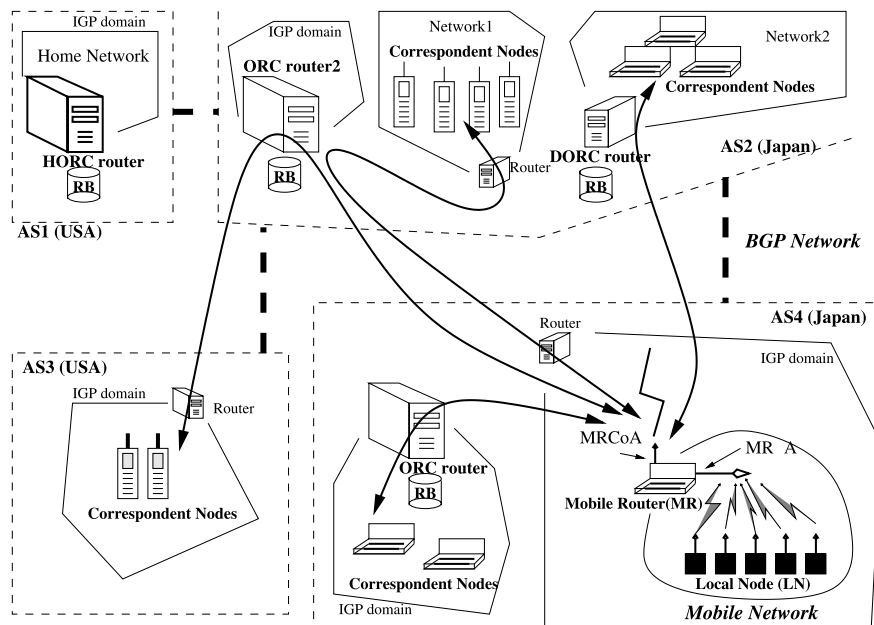 IGP domain
Home Network
HORC router
RB
AS1 (USA)
IGP domain
ORC router2
RB
Network1
Correspondent Nodes
Router
Network2
Correspondent Nodes
DORC router
RB
AS2 (Japan)
BGP Network
AS3 (USA)
IGP domain
Router
Correspondent Nodes
AS4 (Japan)
Router
IGP domain
ORC router
RB
Correspondent Nodes
IGP domain
MRCoA
MR A
Mobile Router(MR)
Local Node (LN)
Mobile Network